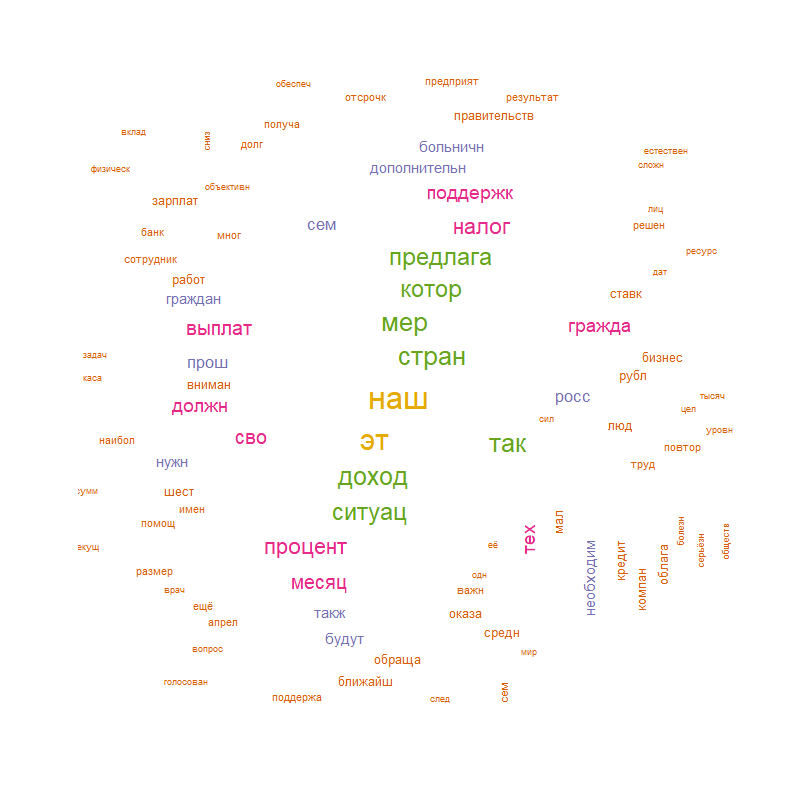 предприят
обеспеч
отсрочк
результат
правительств
получа
вклад
сниз
долг
больничн
естествен
физическ
дополнительн
сложн
объективн
поддержк
зарплат
лиц
сем
налог
решен
банк
мног
ресурс
предлага
сотрудник
дат
работ
котор
ставк
граждан
мер
гражда
выплат
задач
стран
бизнес
прош
каса
рубл
вниман
наш
росс
тысяч
должн
цел
сил
люд
уровн
сво
наибол
эт
так
повтор
нужн
труд
доход
сумм
шест
имен
ситуац
помощ
мал
тех
болезн
серьёзн
обществ
её
процент
екущ
кредит
облага
необходим
компан
размер
одн
месяц
врач
важн
ещё
такж
оказа
апрел
средн
будут
вопрос
мир
обраща
голосован
ближайш
сем
поддержа
след